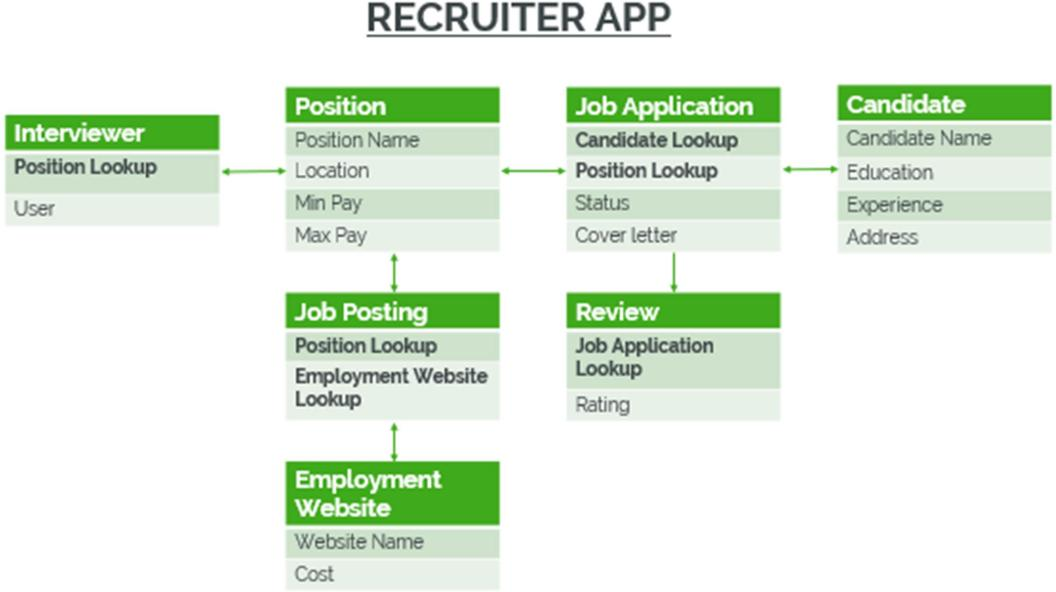 RECRUITER APP
Interviewer
Position Lookup
User
Position
Position Name
Location
Min Pay
Max Pay
Job Application
Candidate Lookup
Position Lookup
Status
Cover letter
Candidate
Candidate Name
Education
Experience
Address
Job Posting
Position Lookup
Employment Website
Lookup
Review
Job Application
Lookup
Rating
Employment
Website
Website Name
Cost